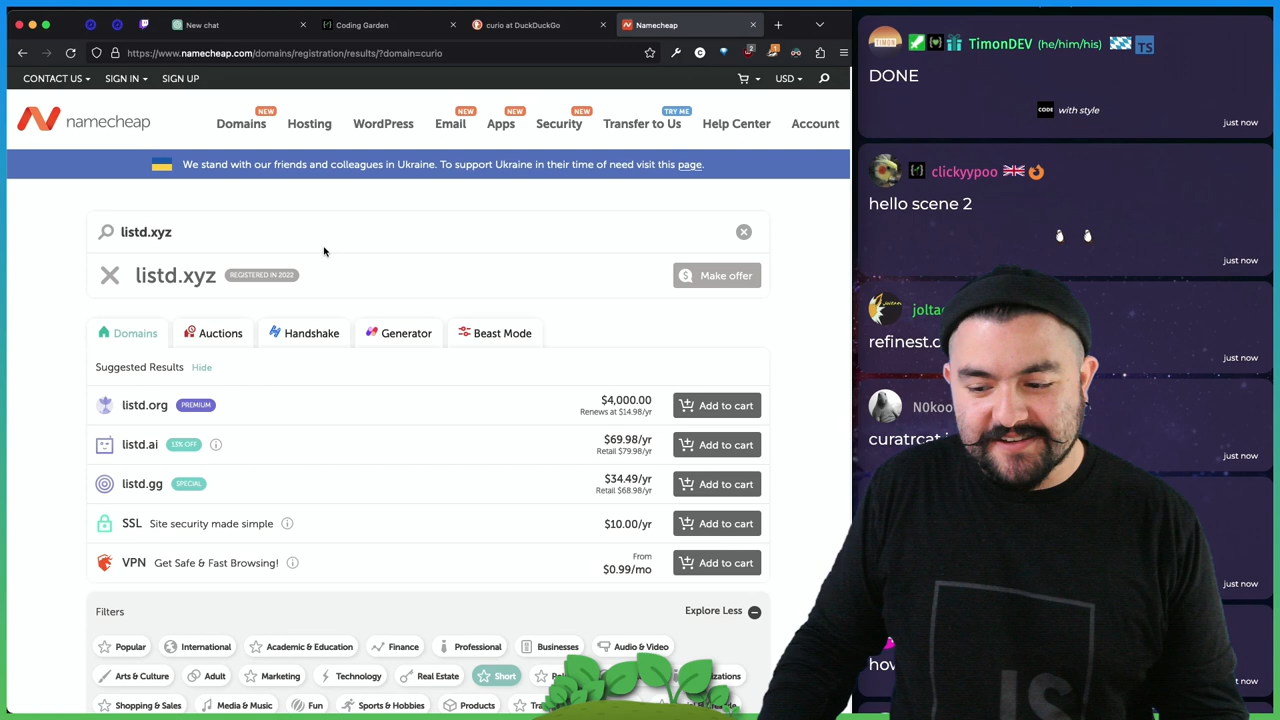 New chat
Coding Garden
curio at DuckDuckGo
Namecheap
https://www.namecheap.com/domains/registration/results/?domain=curio
2
1
CONTACT US
SIGN IN
SIGN UP
USD
namecheap
NEW
NEW
NEW
NEW
TRY ME
Domains
Hosting
WordPress
Email
Apps
Security
Transfer to Us
Help Center
Account
We stand with our friends and colleagues in Ukraine. To support Ukraine in their time of need visit this page.
listd.xyz
listd.xyz REGISTERED IN 2022
Make offer
Domains
Auctions
Handshake
Generator
Beast Mode
Suggested Results Hide
listd.org PREMIUM
$4,000.00
Renews at $14.98/yr
Add to cart
listd.ai 13% OFF
$69.98/yr
Retail $79.98/yr
Add to cart
listd.gg SPECIAL
$34.49/yr
Retail $68.98/yr
Add to cart
SSL Site security made simple
$10.00/yr
Add to cart
VPN Get Safe & Fast Browsing!
From
$0.99/mo
Add to cart
Filters
Explore Less
Popular
International
Academic & Education
Finance
Professional
Businesses
Audio & Video
Arts & Culture
Adult
Marketing
Technology
Real Estate
Short
Shopping & Sales
Media & Music
Fun
Sports & Hobbies
Products
TIMON
TimonDEV (he/him/his)
TS
DONE
CODE with style
just now
clickyypoo
hello scene 2
just now
jolta
refinest.c
just now
N0koo
curatrcat
just now
just now
how
just now
JS